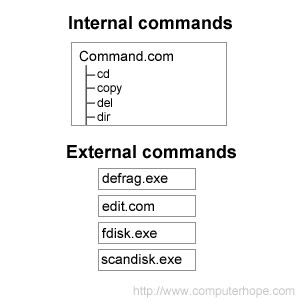 Internal commands
Command.com
cd
copy
del
dir
External commands
defrag.exe
edit.com
fdisk.exe
scandisk.exe
http://www.computerhope.com